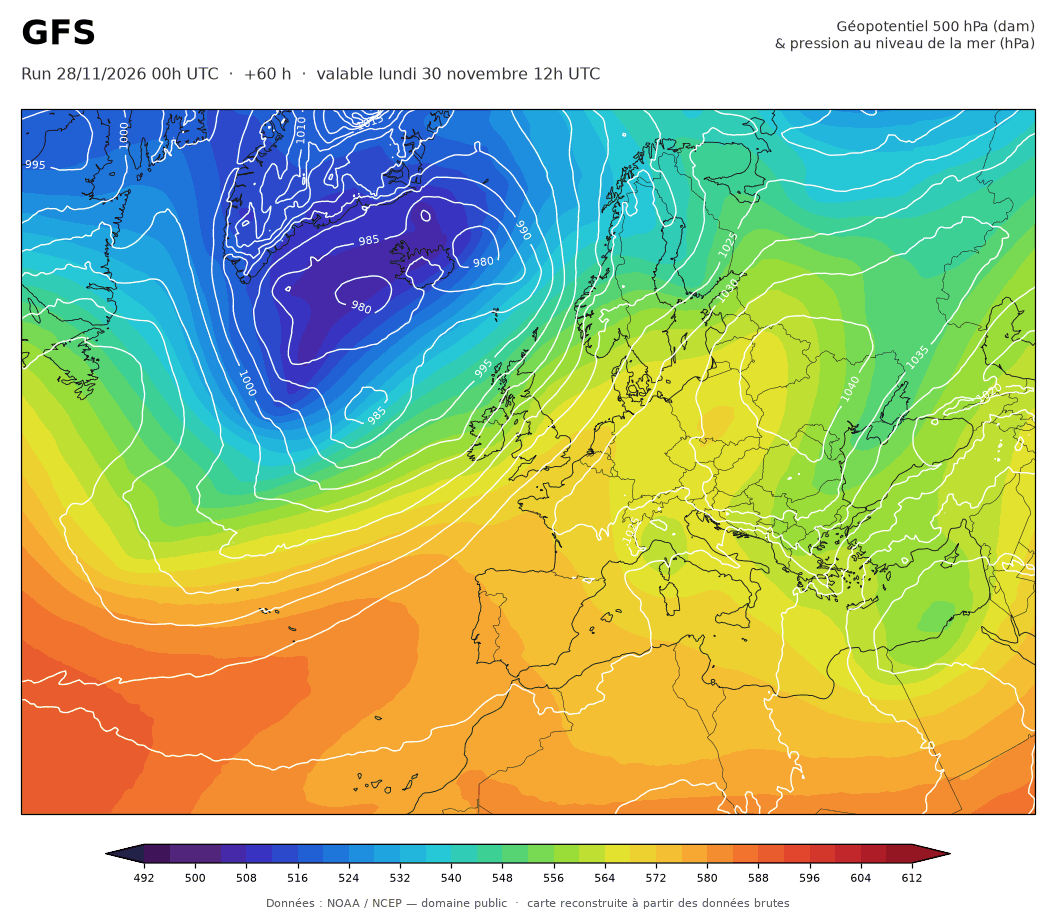 GFS
Géopotentiel 500 hPa (dam)
& pression au niveau de la mer (hPa)
Run 28/11/2026 00h UTC · +60 h · valable lundi 30 novembre 12h UTC
1000
1010
1015
995
985
990
980
1025
980
1030
995
1035
1000
1040
1020
985
492 500 508 516 524 532 540 548 556 564 572 580 588 596 604 612
Données : NOAA / NCEP — domaine public · carte reconstruite à partir des données brutes